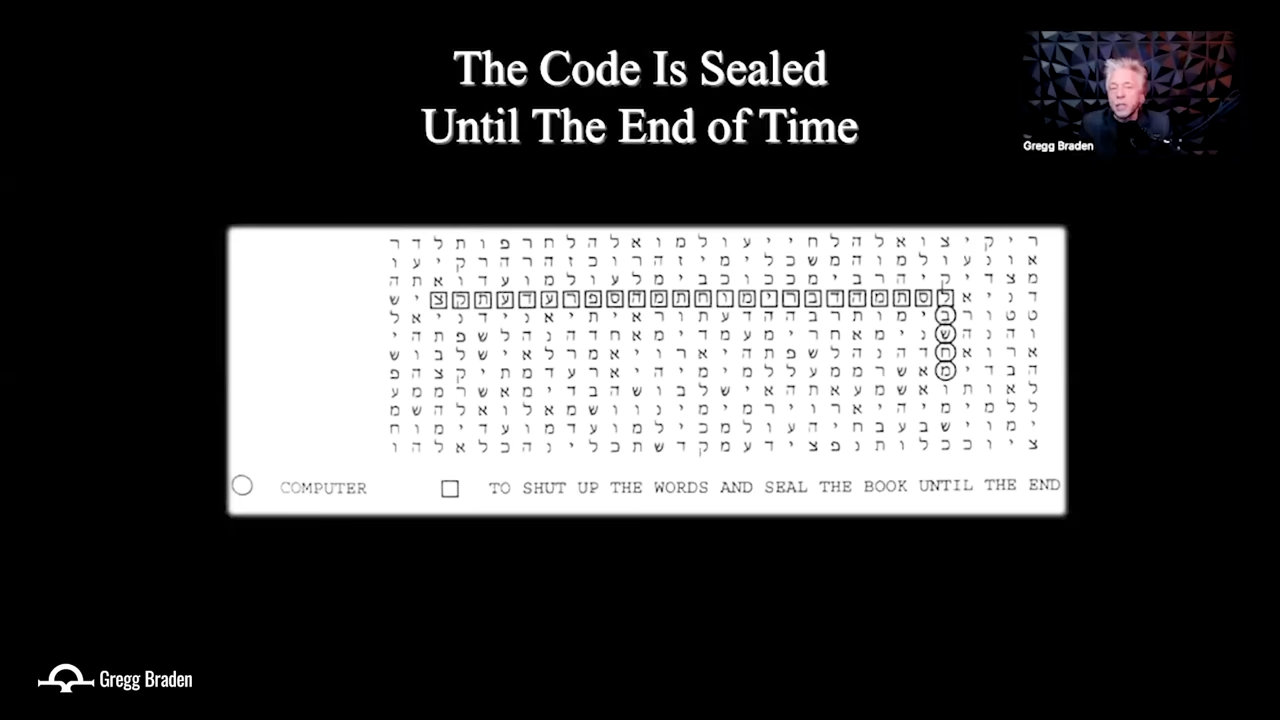 The Code Is Sealed
Until The End of Time
Gregg Braden
ר י ק י צ ו א ל ה ל ח י י ע ו ל מ ו א ל ה ל ח ר פ ו ת ל ד ר
א ו נ ע ו ל מ ו ה מ ש כ ל י מ י ז ה ר ו כ ז ה ר ה ר ק י ע ו
מ צ ד י ק י ה ר ב י מ כ כ ו כ ב י מ ל ע ו ל מ ו ע ד ו א ת ה
ד נ י א ל ס ת מ ה ד ב ר י מ ו ח ת מ ה ס פ ר ע ד ע ת ק צ י ש
ט ט ו ר ב י מ ו ת ר ב ה ה ד ע ת ו ר א י ת י א נ י ד נ י א ל
ו ה נ ה ש נ י מ א ח ר י מ ע מ ד י מ א ח ד ה נ ה ל ש פ ת ה י
א ר ו א ח ד ה נ ה ל ש פ ת ה י א ר ו י א מ ר ל א י ש ל ב ו ש
ה ב ד י מ א ש ר מ מ ע ל ל מ י מ י ה י א ר ע ד מ ת י ק צ ה פ
ל א ו ת ו א ש מ ע א ת ה א י ש ל ב ו ש ה ב ד י מ א ש ר מ מ ע
ל ל מ י מ י ה י א ר ו י ר מ י מ י נ ו ו ש מ א ל ו א ל ה ש מ
י מ ו י ש ב ע ב ח י ה ע ו ל מ כ י ל מ ו ע ד מ ו ע ד י מ ו ח
צ י ו כ כ ל ו ת נ פ צ י ד ע מ ק ד ש ת כ ל י נ ה כ ל א ל ה ו
COMPUTER TO SHUT UP THE WORDS AND SEAL THE BOOK UNTIL THE END
Gregg Braden